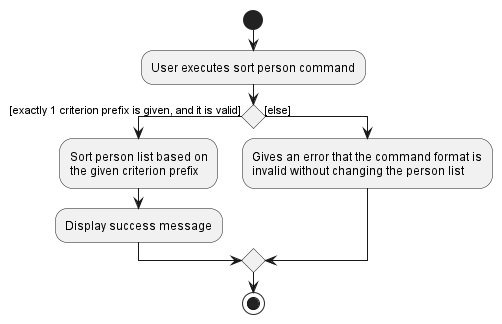 User executes sort person command
[exactly 1 criterion prefix is given, and it is valid]
[else]
Sort person list based on
the given criterion prefix
Gives an error that the command format is
invalid without changing the person list
Display success message